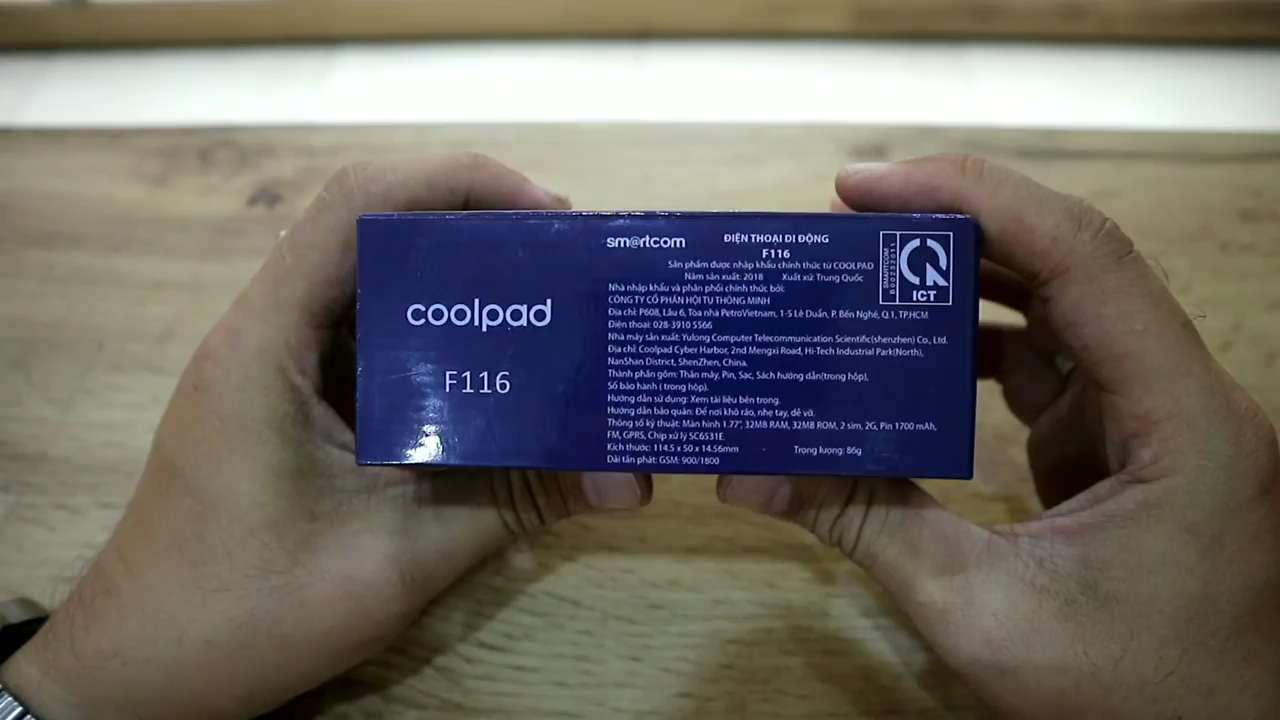 coolpad
F116
sm@rtcom
ĐIỆN THOẠI DI ĐỘNG
F116
Sản phẩm được nhập khẩu chính thức từ COOLPAD
Năm sản xuất: 2018 Xuất xứ: Trung Quốc
Nhà nhập khẩu và phân phối chính thức bởi:
CÔNG TY CỔ PHẦN HỘI TỤ THÔNG MINH
Địa chỉ: P608, Lầu 6, Tòa nhà PetroVietnam, 1-5 Lê Duẩn, P. Bến Nghé, Q.1, TP.HCM
Điện thoại: 028-3910 5566
Nhà máy sản xuất: Yulong Computer Telecommunication Scientific(shenzhen) Co., Ltd.
Địa chỉ: Coolpad Cyber Harbor, 2nd Mengxi Road, Hi-Tech Industrial Park(North),
NanShan District, ShenZhen, China.
Thành phần gồm: Thân máy, Pin, Sạc, Sách hướng dẫn(trong hộp),
Sổ bảo hành ( trong hộp).
Hướng dẫn sử dụng: Xem tài liệu bên trong.
Hướng dẫn bảo quản: Để nơi khô ráo, nhẹ tay, dễ vỡ.
Thông số kỹ thuật: Màn hình 1.77", 32MB RAM, 32MB ROM, 2 sim, 2G, Pin 1700 mAh,
FM, GPRS, Chip xử lý SC6531E.
Kích thước: 114.5 x 50 x 14.56mm Trọng lượng: 86g
Dải tần phát: GSM: 900/1800
SMARTCOM
ICT